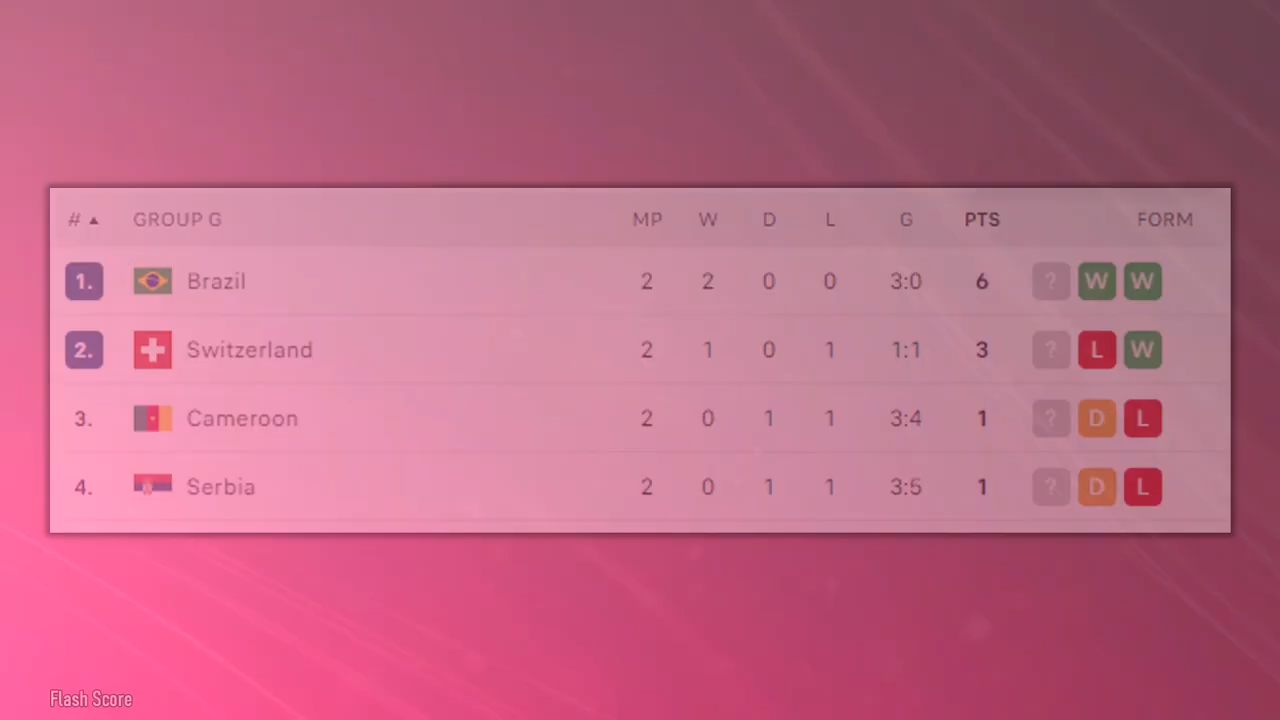 # ▲ GROUP G MP W D L G PTS FORM
1. Brazil 2 2 0 0 3:0 6 ? W W
2. Switzerland 2 1 0 1 1:1 3 ? L W
3. Cameroon 2 0 1 1 3:4 1 ? D L
4. Serbia 2 0 1 1 3:5 1 ? D L
Flash Score